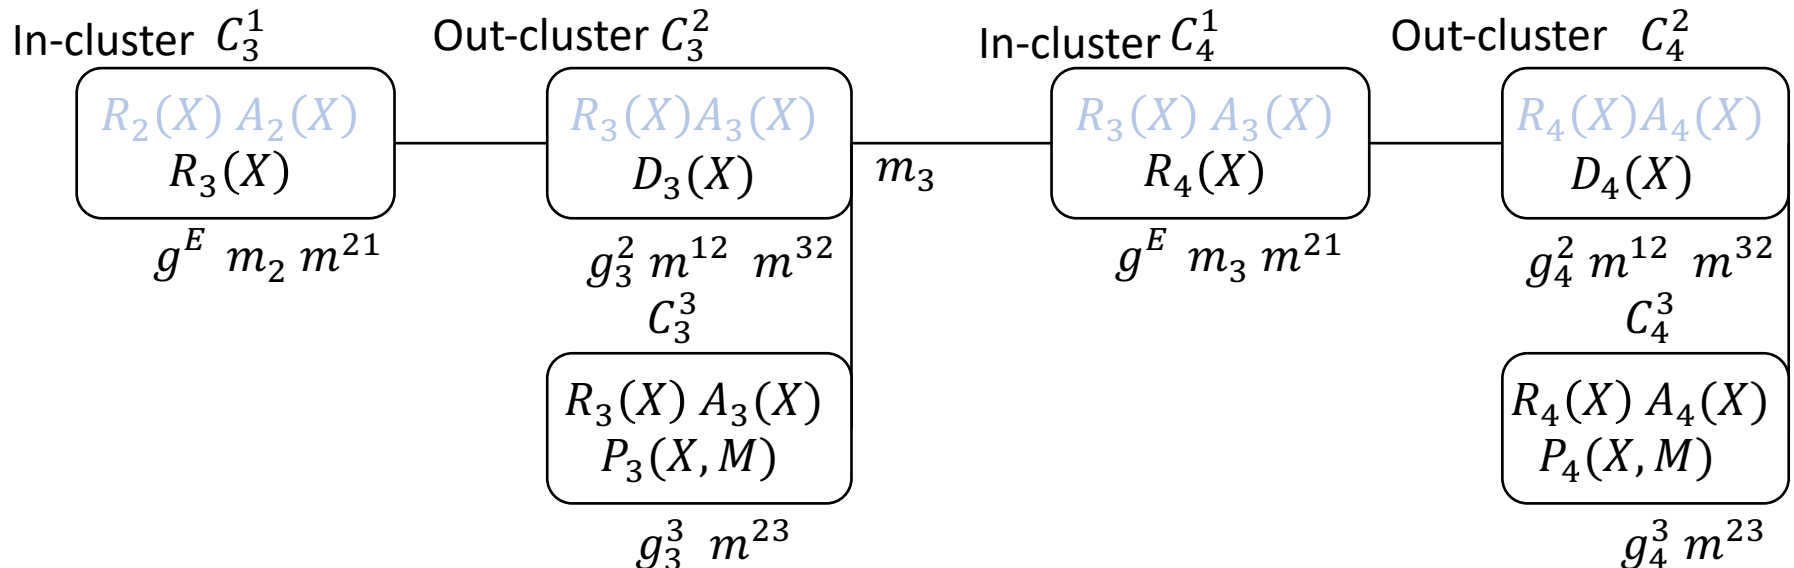 In-cluster C_3^1
Out-cluster C_3^2
In-cluster C_4^1
Out-cluster C_4^2
R_2(X) A_2(X)
R_3(X)
R_3(X)A_3(X)
D_3(X)
m_3
R_3(X) A_3(X)
R_4(X)
R_4(X)A_4(X)
D_4(X)
g^E m_2 m^{21}
g_3^2 m^{12} m^{32}
g^E m_3 m^{21}
g_4^2 m^{12} m^{32}
C_3^3
C_4^3
R_3(X) A_3(X)
P_3(X, M)
R_4(X) A_4(X)
P_4(X, M)
g_3^3 m^{23}
g_4^3 m^{23}